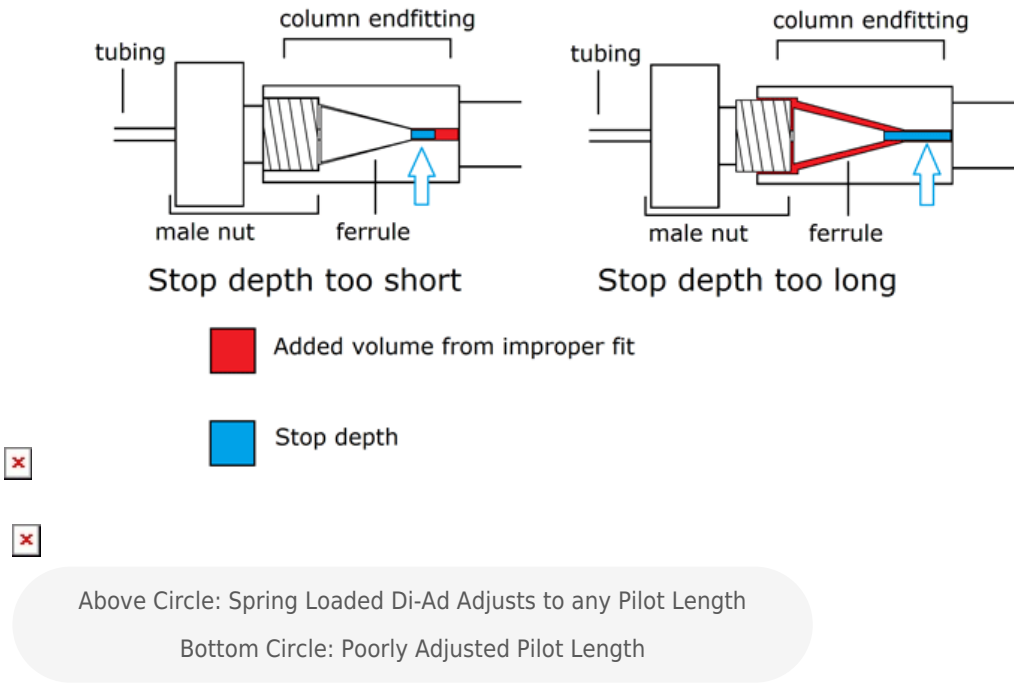 column endfitting
column endfitting
tubing
tubing
male nut
ferrule
male nut
ferrule
Stop depth too short
Stop depth too long
Added volume from improper fit
Stop depth
Above Circle: Spring Loaded Di-Ad Adjusts to any Pilot Length
Bottom Circle: Poorly Adjusted Pilot Length